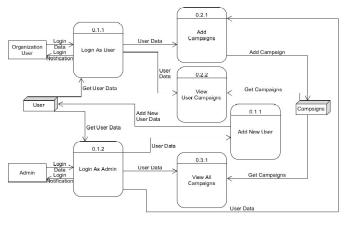 0.2.1
0.1.1
Add
Campaigns
Organization
User
Login
Data
Login
Notification
Login As User
User Data
Add Campaign
User
Data
0.2.2
View
User Campaigns
Get Campaigns
Get User Data
User
Campaigns
Add New
User Data
0.1.1
Add New User
Get User Data
0.1.2
User Data
Login As Admin
0.3.1
View All
Campaigns
Admin
Login
Data
Login
Notification
User Data
Get Campaigns
User Data